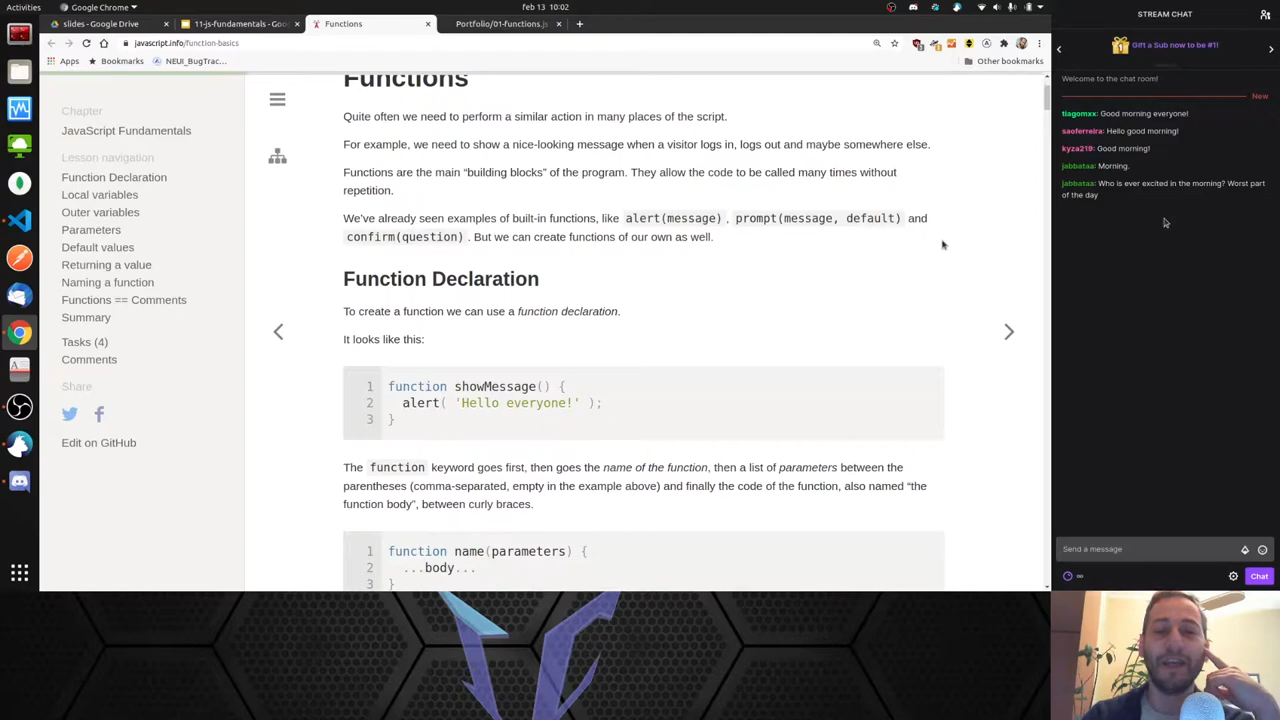 Activities
Google Chrome
feb 13 10:02
slides - Google Drive
11-js-fundamentals - Goo
Functions
Portfolio/01-functions.js
javascript.info/function-basics
Apps
Bookmarks
NEUI_BugTrac...
Other bookmarks
Chapter
JavaScript Fundamentals
Lesson navigation
Function Declaration
Local variables
Outer variables
Parameters
Default values
Returning a value
Naming a function
Functions == Comments
Summary
Tasks (4)
Comments
Share
Edit on GitHub
Functions
Quite often we need to perform a similar action in many places of the script.
For example, we need to show a nice-looking message when a visitor logs in, logs out and maybe somewhere else.
Functions are the main “building blocks” of the program. They allow the code to be called many times without
repetition.
We’ve already seen examples of built-in functions, like alert(message), prompt(message, default) and
confirm(question). But we can create functions of our own as well.
Function Declaration
To create a function we can use a function declaration.
It looks like this:
1 function showMessage() {
2 alert( 'Hello everyone!' );
3 }
The function keyword goes first, then goes the name of the function, then a list of parameters between the
parentheses (comma-separated, empty in the example above) and finally the code of the function, also named “the
function body”, between curly braces.
1 function name(parameters) {
2 ...body...
3 }
STREAM CHAT
Gift a Sub now to be #1!
Welcome to the chat room!
New
tiagomxx: Good morning everyone!
saoferreira: Hello good morning!
kyza219: Good morning!
jabbataa: Morning.
jabbataa: Who is ever excited in the morning? Worst part
of the day
Send a message
Chat